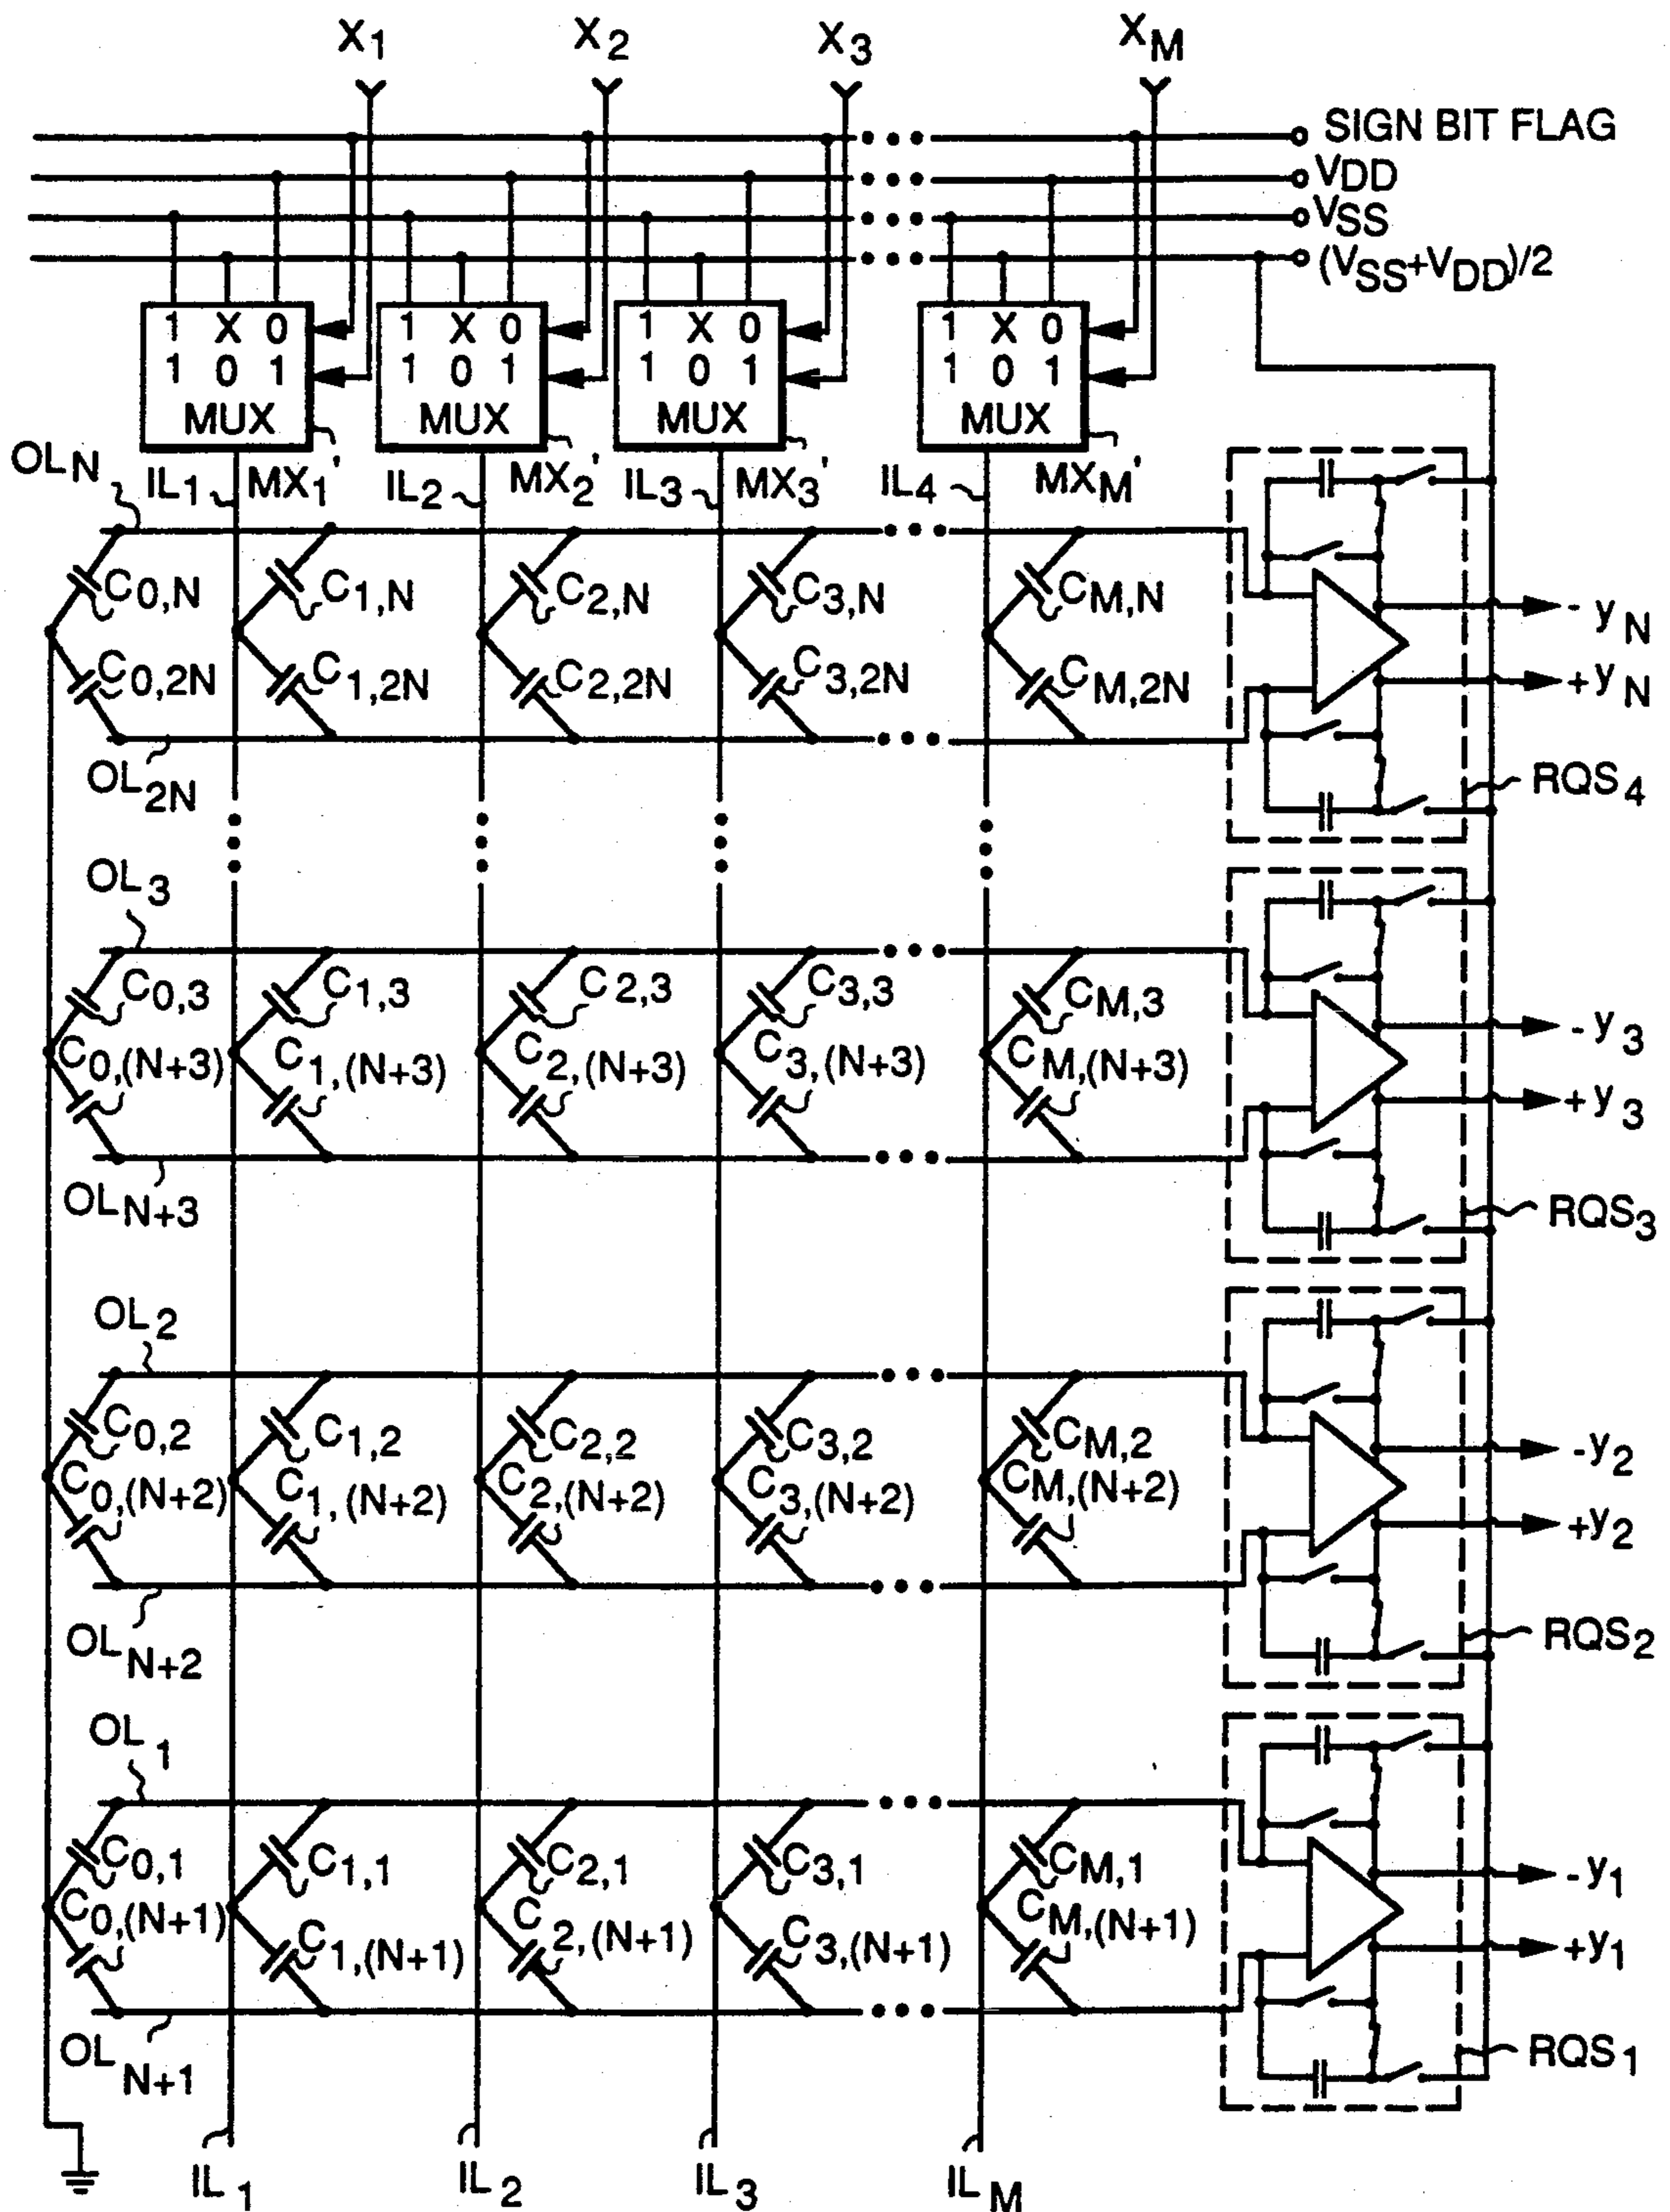 X1 X2 X3 XM
SIGN BIT FLAG
VDD
VSS
(VSS+VDD)/2
1 X 0 1 X 0 1 X 0 1 X 0
1 0 1 1 0 1 1 0 1 1 0 1
MUX MUX MUX MUX
OLN IL1 MX1' IL2 MX2' IL3 MX3' IL4 MXM'
C0,N C1,N C2,N C3,N CM,N
- yN
C0,2N C1,2N C2,2N C3,2N CM,2N
+yN
OL2N
RQS4
OL3
C0,3 C1,3 C2,3 C3,3 CM,3
-y3
C0,(N+3) C1,(N+3) C2,(N+3) C3,(N+3) CM,(N+3)
+y3
OLN+3
RQS3
OL2
C0,2 C1,2 C2,2 C3,2 CM,2
-y2
C0,(N+2) C1,(N+2) C2,(N+2) C3,(N+2) CM,(N+2)
+y2
OLN+2
RQS2
OL1
C0,1 C1,1 C2,1 C3,1 CM,1
-y1
C0,(N+1) C1,(N+1) C2,(N+1) C3,(N+1) CM,(N+1)
+y1
OLN+1
RQS1
IL1 IL2 IL3 ILM